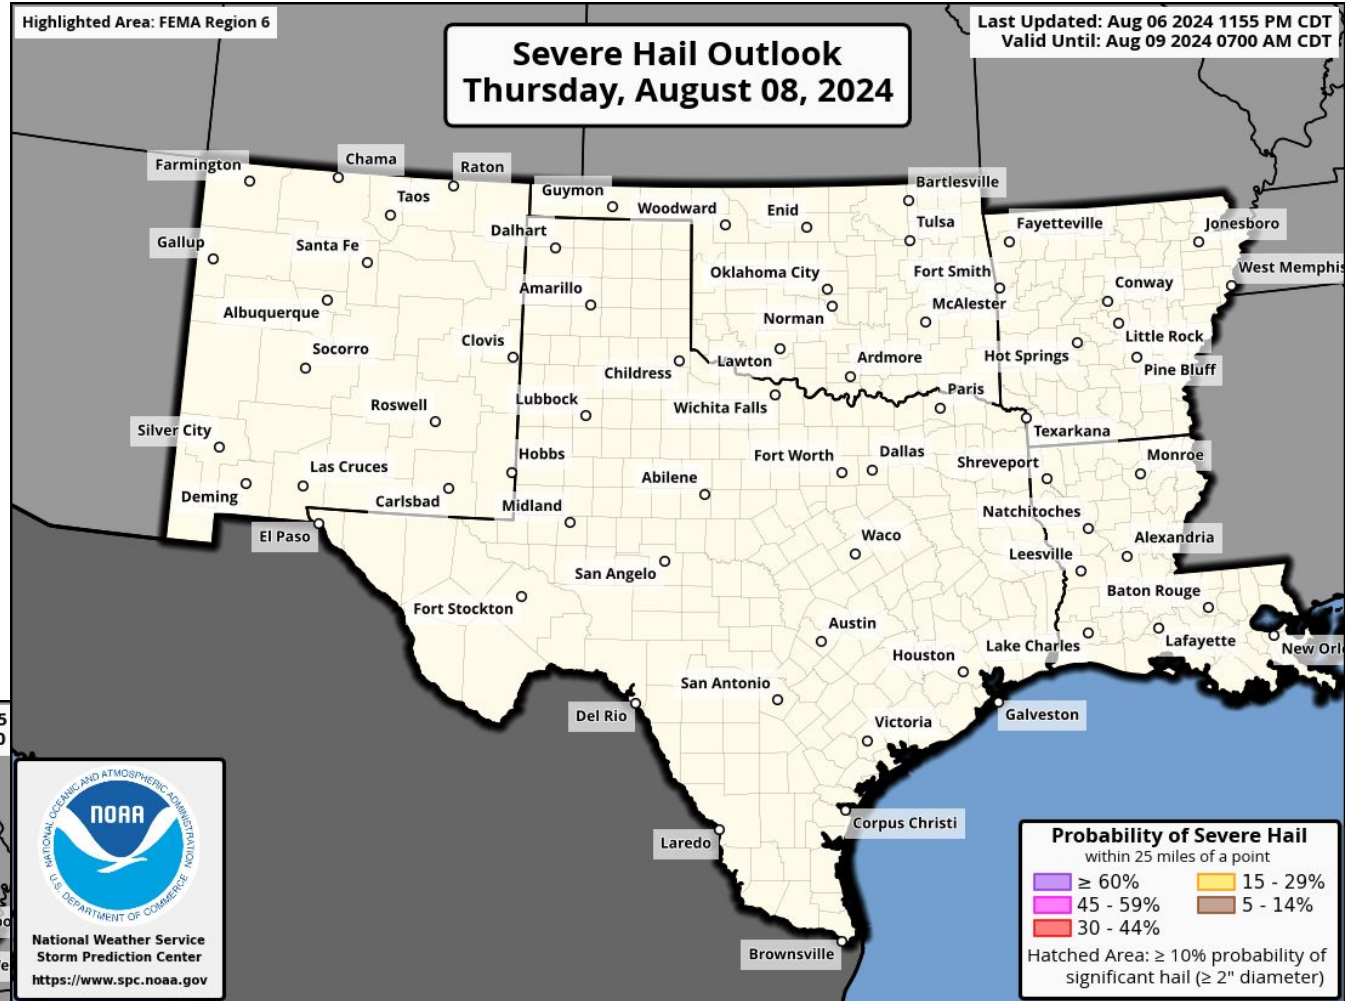 Highlighted Area: FEMA Region 6
Severe Hail Outlook
Thursday, August 08, 2024
Last Updated: Aug 06 2024 1155 PM CDT
Valid Until: Aug 09 2024 0700 AM CDT
Farmington
Chama
Raton
Taos
Guymon
Woodward
Enid
Bartlesville
Gallup
Santa Fe
Dalhart
Tulsa
Fayetteville
Jonesboro
Albuquerque
Amarillo
Oklahoma City
Fort Smith
West Memphis
Norman
McAlester
Conway
Socorro
Clovis
Childress
Lawton
Ardmore
Hot Springs
Little Rock
Pine Bluff
Silver City
Roswell
Lubbock
Wichita Falls
Paris
Texarkana
Deming
Las Cruces
Carlsbad
Hobbs
Midland
Abilene
Fort Worth
Dallas
Shreveport
Monroe
El Paso
San Angelo
Waco
Natchitoches
Leesville
Alexandria
Fort Stockton
Austin
Baton Rouge
Houston
Lake Charles
Lafayette
New Orl
San Antonio
Del Rio
Victoria
Galveston
Laredo
Corpus Christi
Brownsville
5
0
NATIONAL OCEANIC AND ATMOSPHERIC ADMINISTRATION
NOAA
U.S. DEPARTMENT OF COMMERCE
National Weather Service
Storm Prediction Center
https://www.spc.noaa.gov
Probability of Severe Hail
within 25 miles of a point
≥ 60% 15 - 29%
45 - 59% 5 - 14%
30 - 44%
Hatched Area: ≥ 10% probability of
significant hail (≥ 2" diameter)